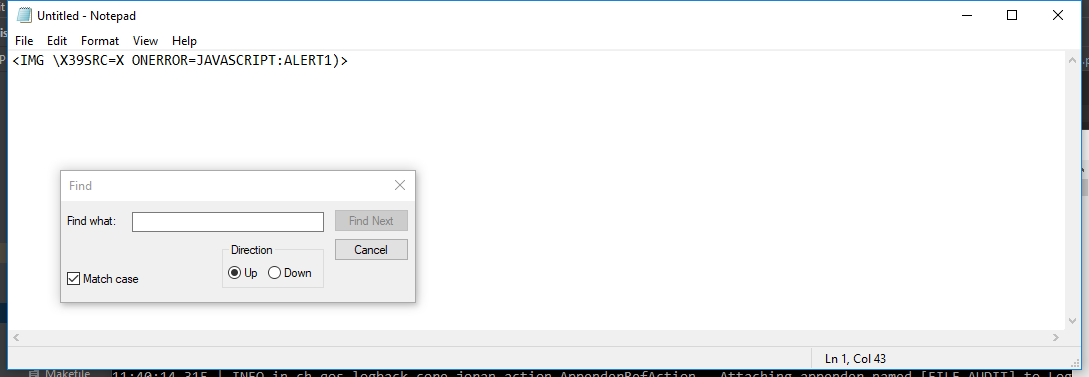 Untitled - Notepad
File Edit Format View Help
<IMG \X39SRC=X ONERROR=JAVASCRIPT:ALERT1)>
Find
Find what:
Find Next
Direction
Cancel
Up Down
Match case
Ln 1, Col 43
Makefile 11:40:14.315 | INFO in ch.qos.logback.core.joran.action.AppenderRefAction - Attaching appender named [FILE_AUDIT] to Log